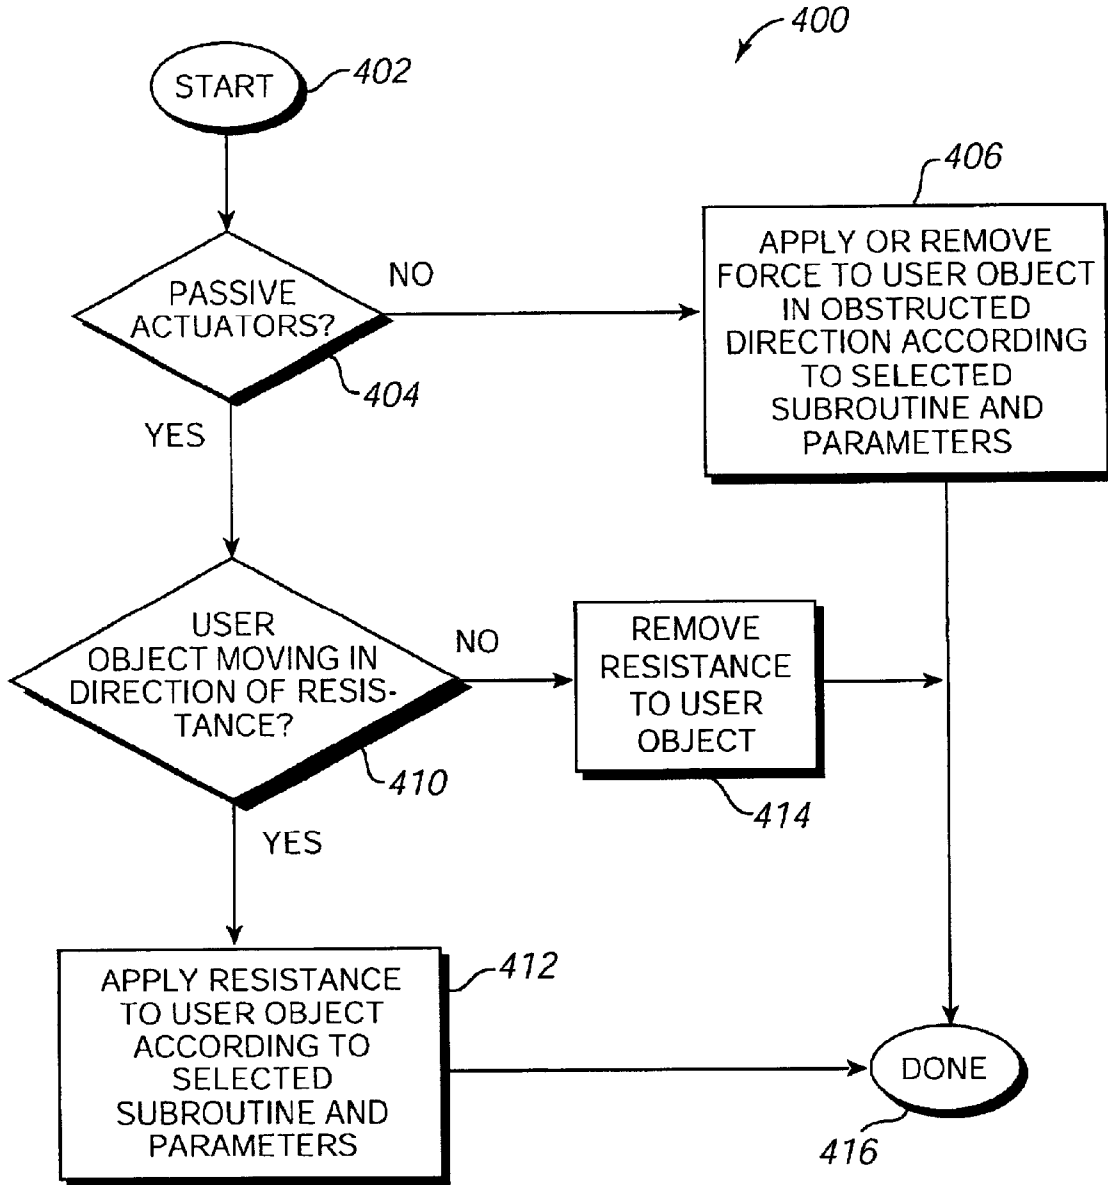 400
START
402
406
APPLY OR REMOVE
FORCE TO USER OBJECT
IN OBSTRUCTED
DIRECTION ACCORDING
TO SELECTED
SUBROUTINE AND
PARAMETERS
PASSIVE
ACTUATORS?
NO
404
YES
USER
OBJECT MOVING IN
DIRECTION OF RESIS-
TANCE?
NO
410
REMOVE
RESISTANCE
TO USER
OBJECT
414
YES
APPLY RESISTANCE
TO USER OBJECT
ACCORDING TO
SELECTED
SUBROUTINE AND
PARAMETERS
412
DONE
416